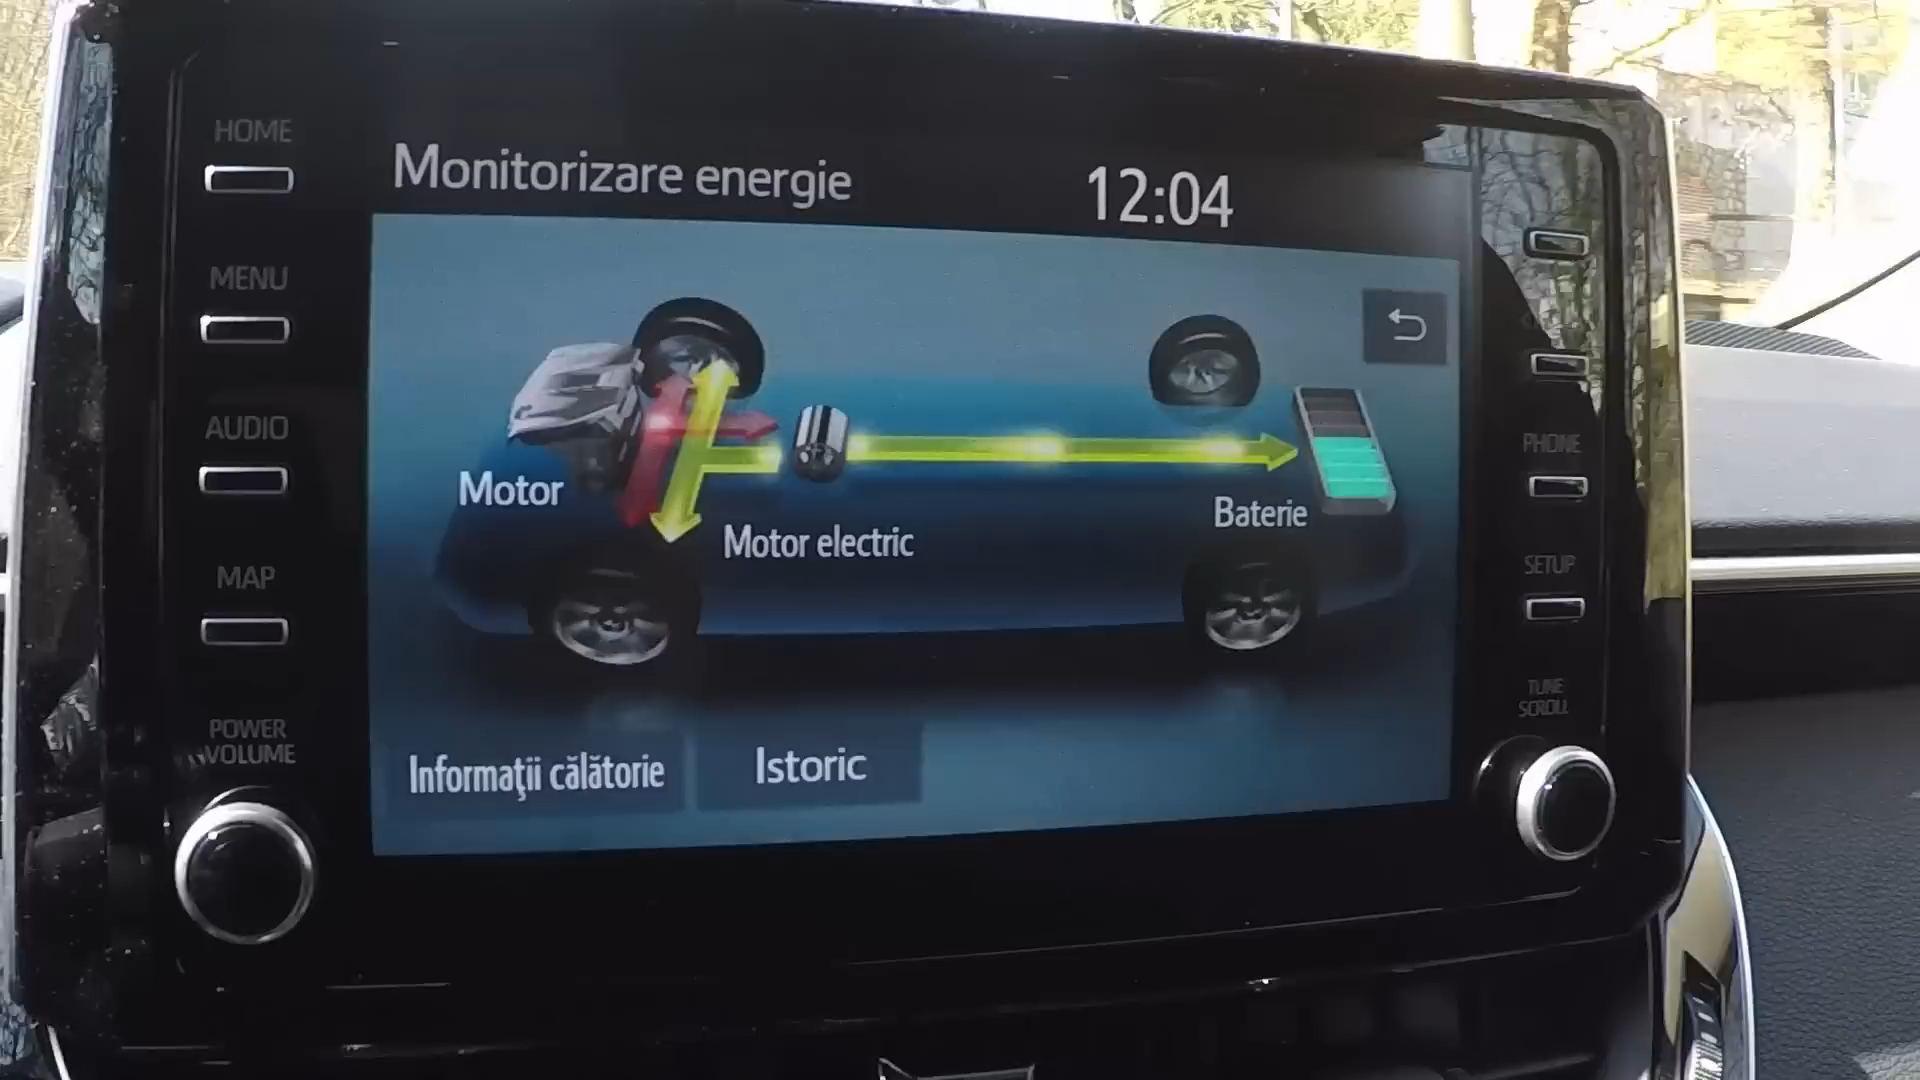 HOME
Monitorizare energie
12:04
MENU
AUDIO
PHONE
Motor
Baterie
Motor electric
MAP
SETUP
TUNE
SCROLL
POWER
VOLUME
Informaţii călătorie
Istoric